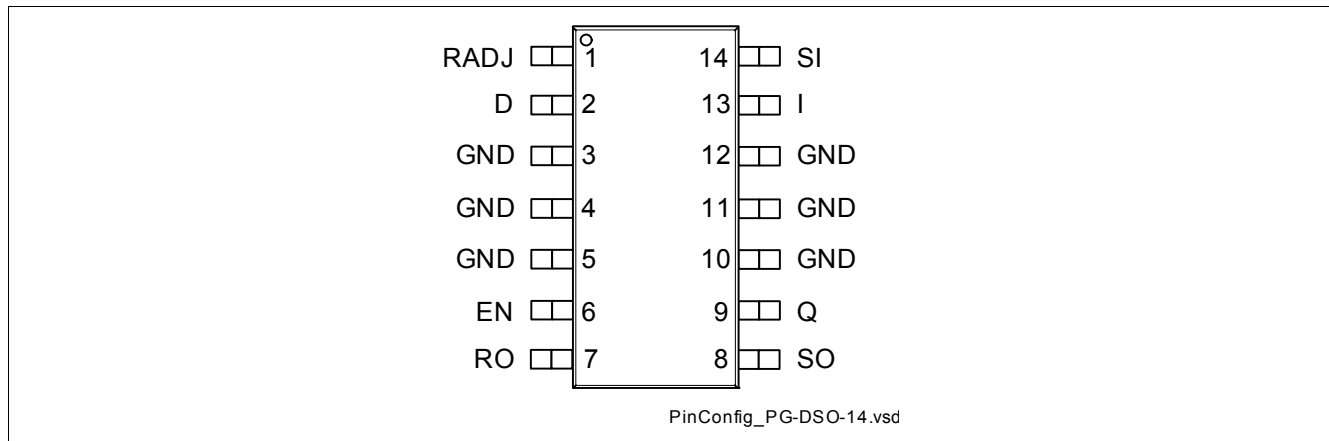 RADJ 1 14 SI
D 2 13 I
GND 3 12 GND
GND 4 11 GND
GND 5 10 GND
EN 6 9 Q
RO 7 8 SO
PinConfig_PG-DSO-14.vsd